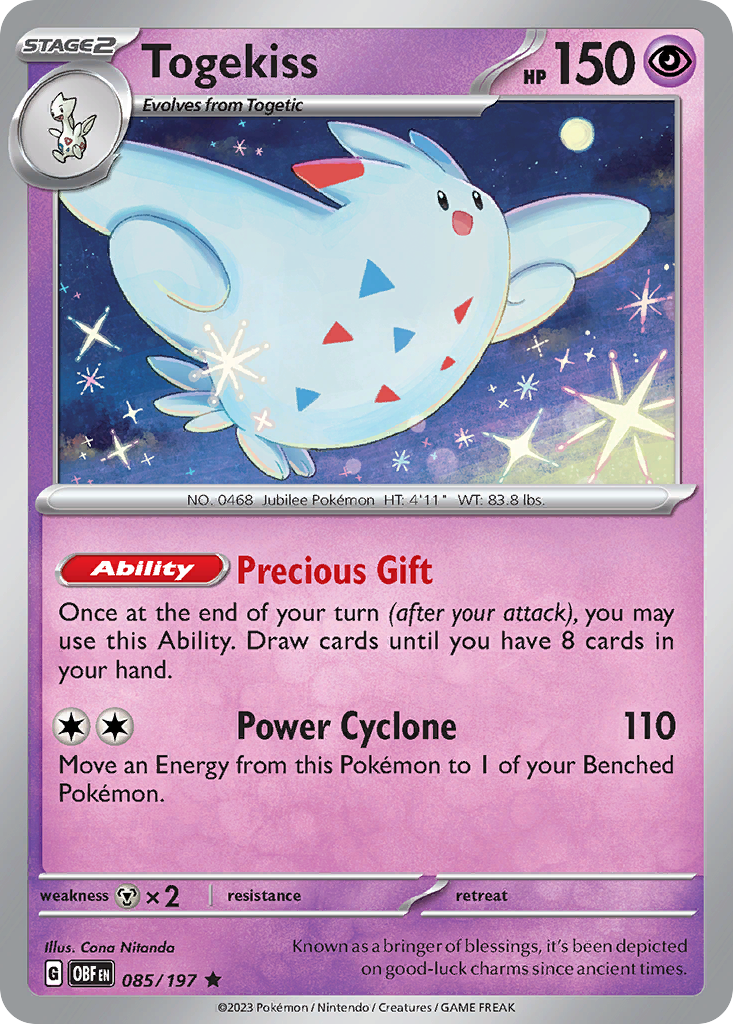 STAGE2
Togekiss
HP 150
Evolves from Togetic
NO. 0468 Jubilee Pokémon HT: 4'11" WT: 83.8 lbs.
Ability Precious Gift
Once at the end of your turn (after your attack), you may
use this Ability. Draw cards until you have 8 cards in
your hand.
Power Cyclone 110
Move an Energy from this Pokémon to 1 of your Benched
Pokémon.
weakness ×2 resistance retreat
Illus. Cona Nitanda
Known as a bringer of blessings, it's been depicted
on good-luck charms since ancient times.
G OBF EN 085/197 ★
©2023 Pokémon / Nintendo / Creatures / GAME FREAK